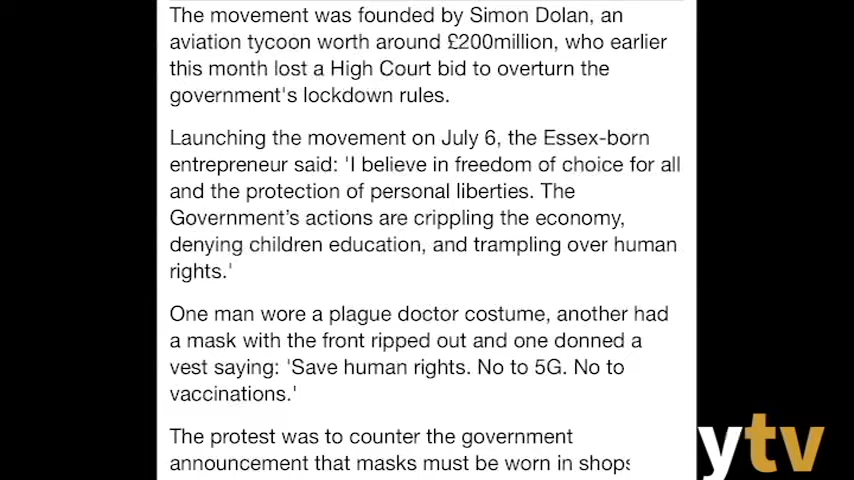 The movement was founded by Simon Dolan, an
aviation tycoon worth around £200million, who earlier
this month lost a High Court bid to overturn the
government's lockdown rules.
Launching the movement on July 6, the Essex-born
entrepreneur said: 'I believe in freedom of choice for all
and the protection of personal liberties. The
Government’s actions are crippling the economy,
denying children education, and trampling over human
rights.'
One man wore a plague doctor costume, another had
a mask with the front ripped out and one donned a
vest saying: 'Save human rights. No to 5G. No to
vaccinations.'
The protest was to counter the government
announcement that masks must be worn in shops
ytv